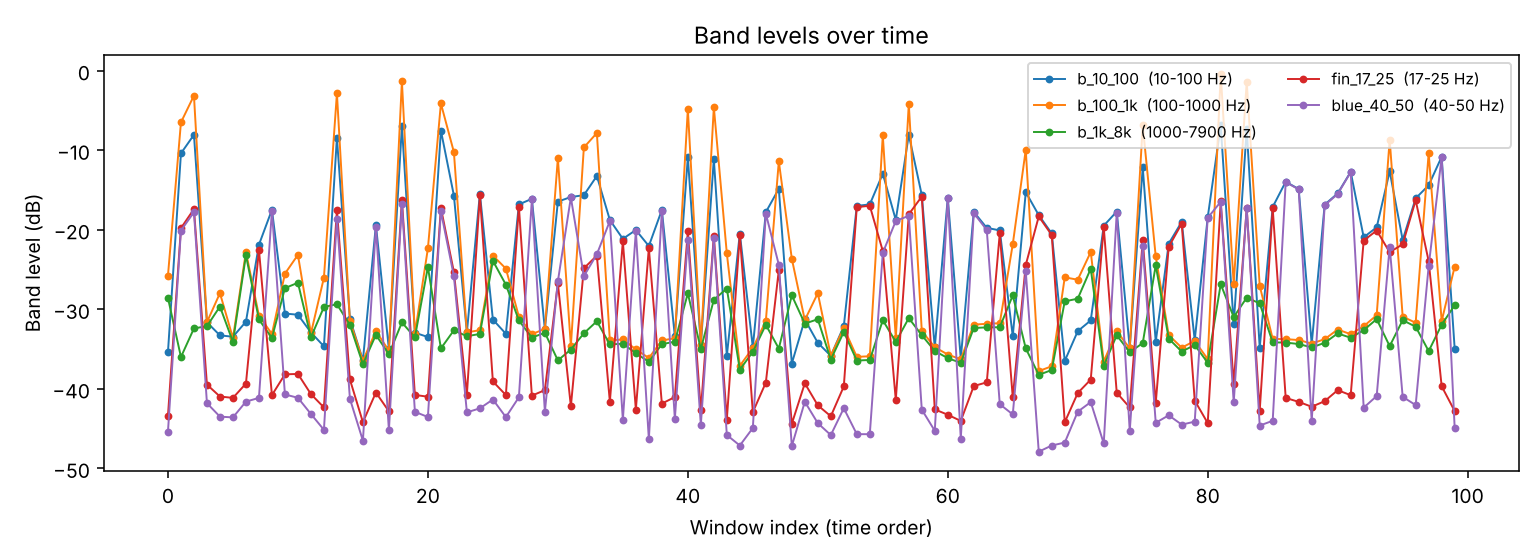 Band levels over time
Band level (dB)
0
−10
−20
−30
−40
−50
b_10_100  (10-100 Hz)
b_100_1k  (100-1000 Hz)
b_1k_8k  (1000-7900 Hz)
fin_17_25  (17-25 Hz)
blue_40_50  (40-50 Hz)
0
20
40
60
80
100
Window index (time order)